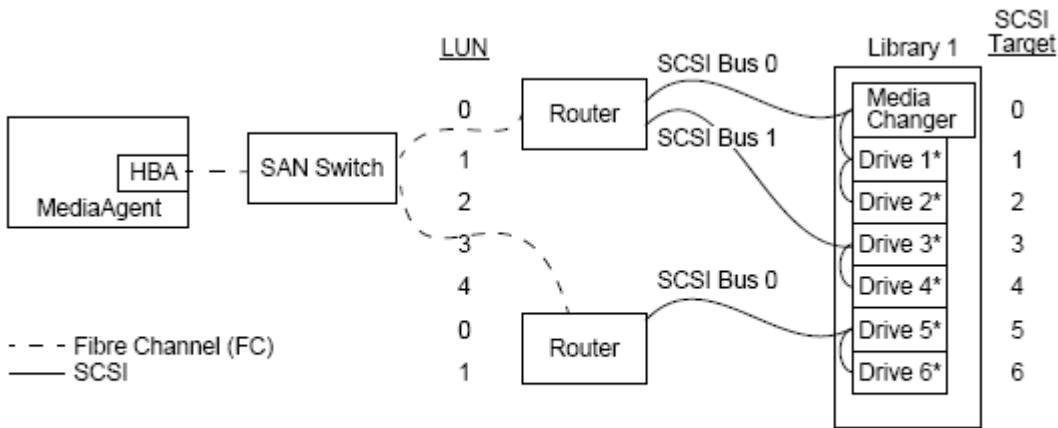 LUN
Library 1
SCSI
Target
SCSI Bus 0
0
Router
Media
Changer
0
SCSI Bus 1
HBA
SAN Switch
1
Drive 1*
1
MediaAgent
2
Drive 2*
2
3
Drive 3*
3
4
SCSI Bus 0
Drive 4*
4
- - - Fibre Channel (FC)
0
Router
Drive 5*
5
SCSI
1
Drive 6*
6